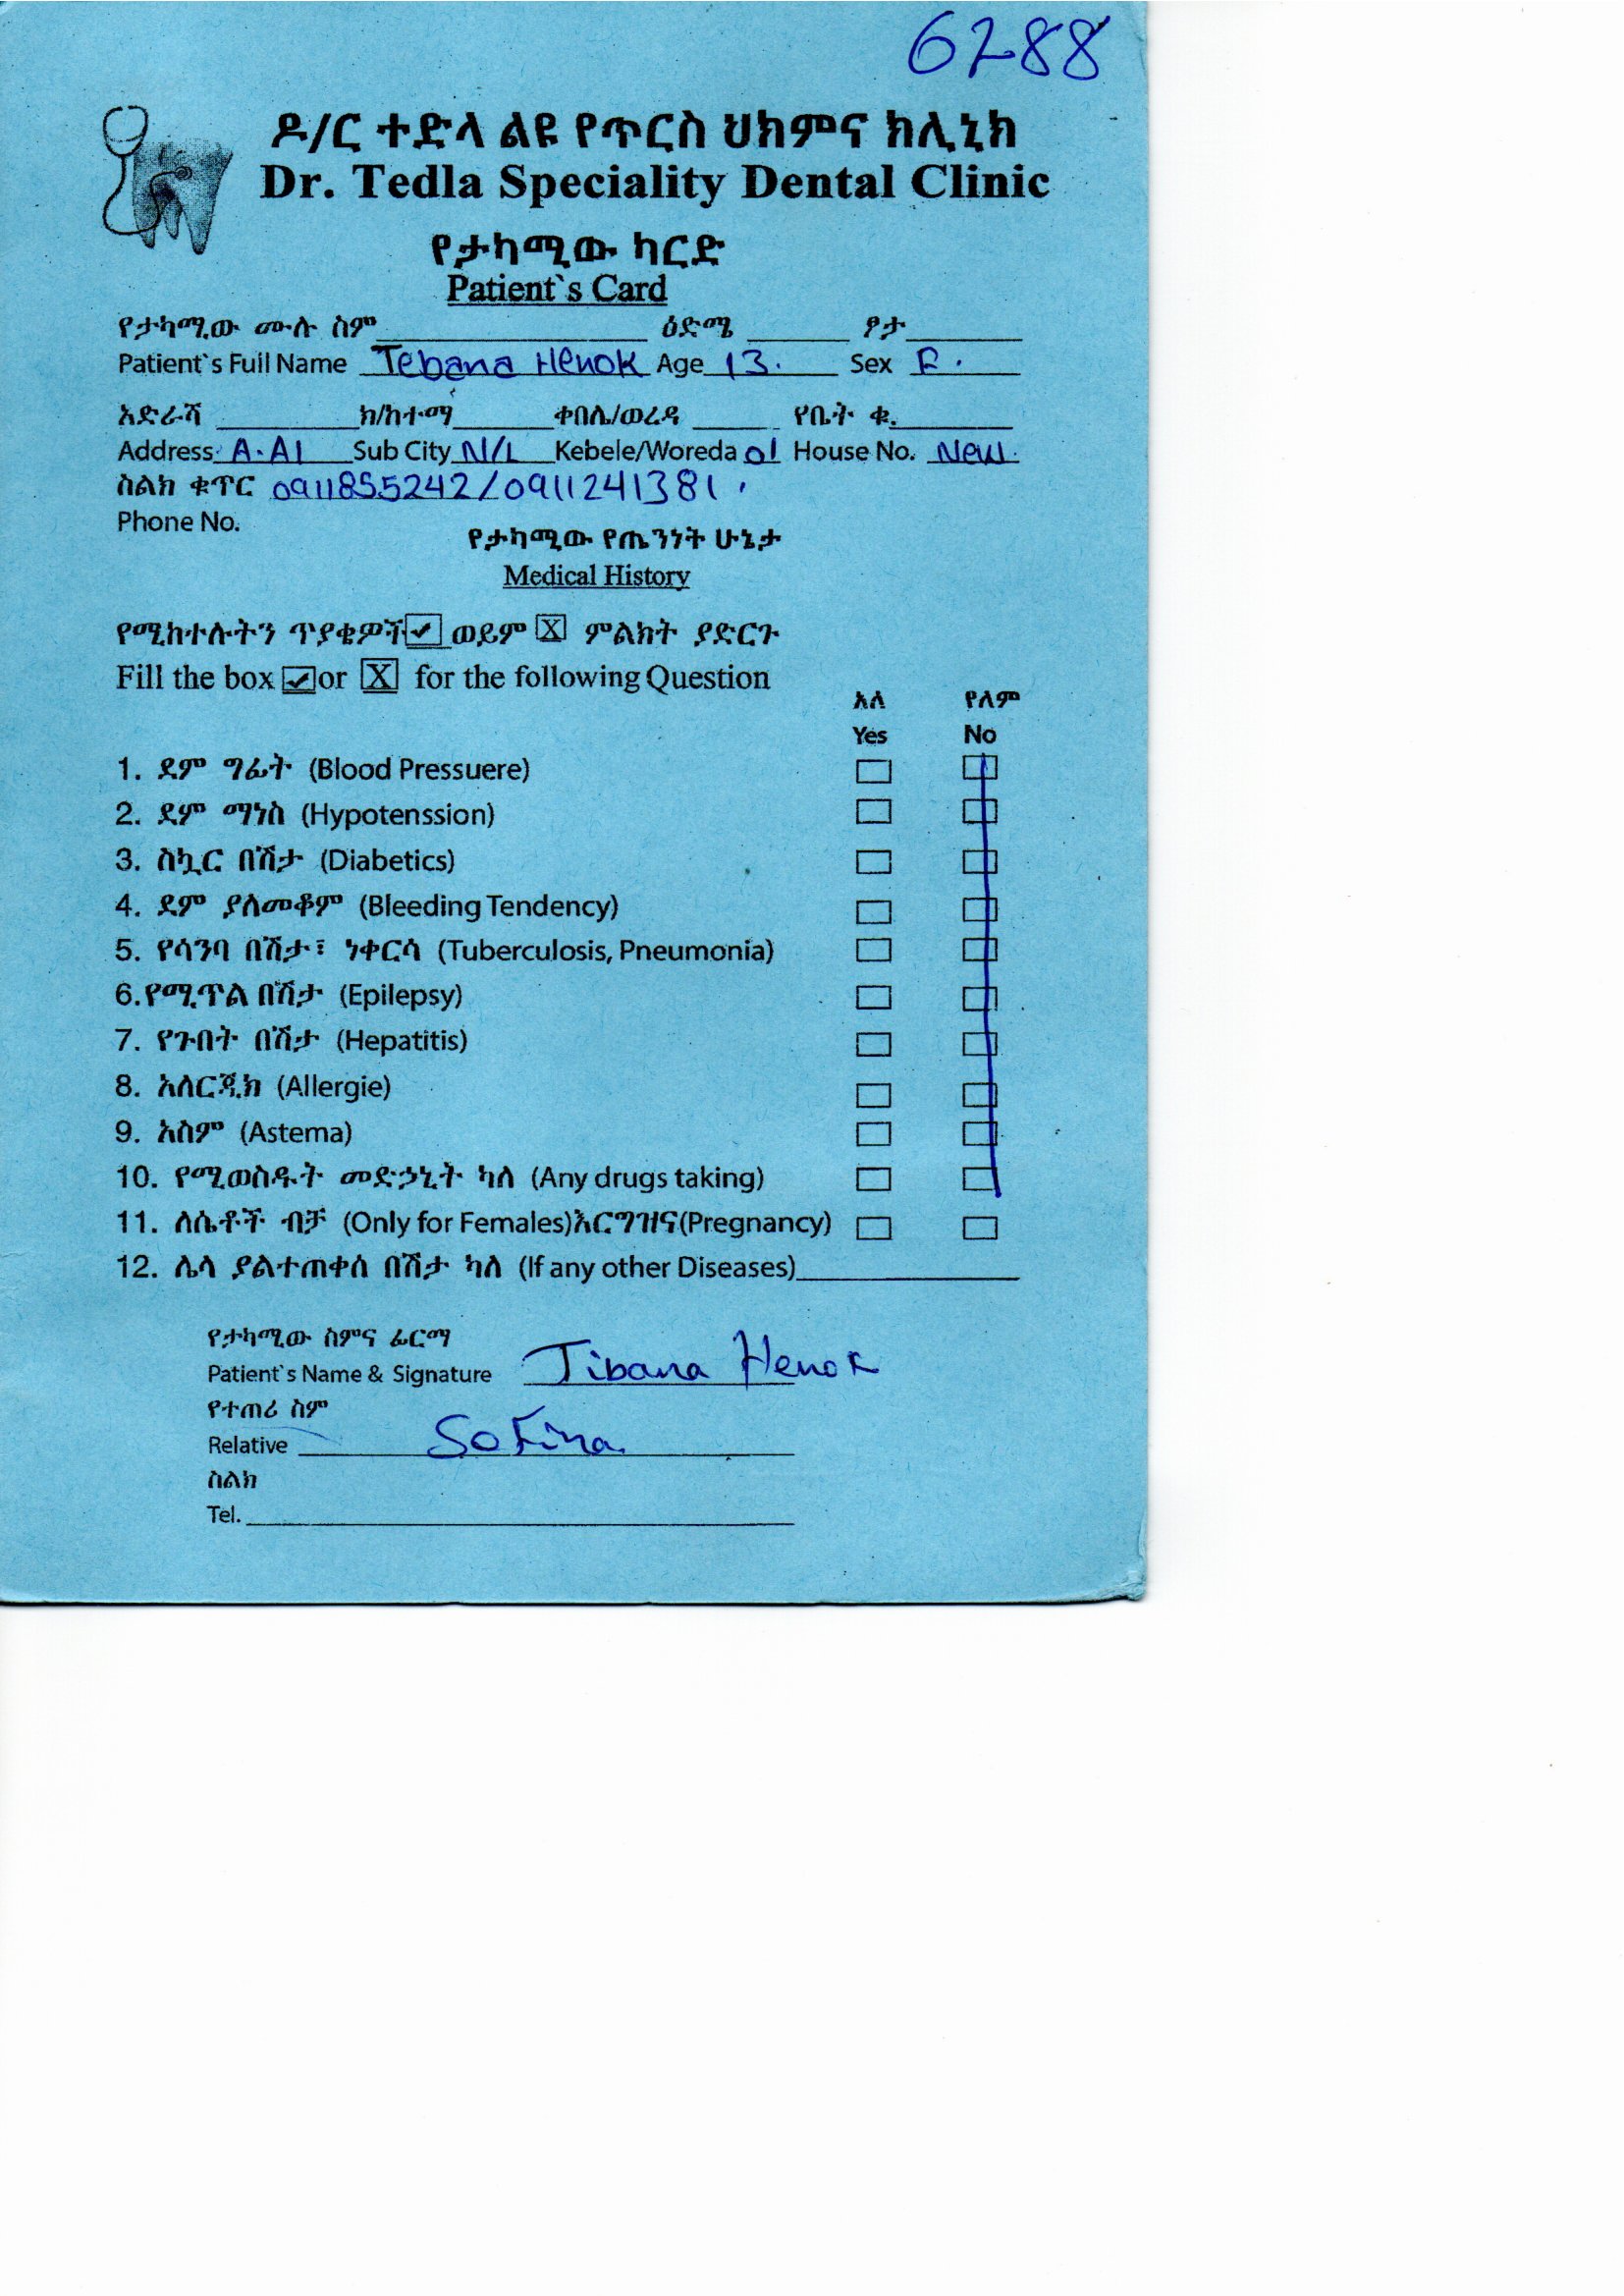 6288
ዶ/ር ተድላ ልዩ የጥርስ ህክምና ክሊኒክ
Dr. Tedla Speciality Dental Clinic
የታካሚው ካርድ
Patient`s Card
የታካሚው ሙሉ ስም ዕድሜ ፆታ
Patient`s Full Name Tebana Henok Age 13. Sex F.
አድራሻ ክ/ከተማ ቀበሌ/ወረዳ የቤት ቁ.
Address A.A Sub City N/L Kebele/Woreda 01 House No. New.
ስልክ ቁጥር 0911855242/0911241381
Phone No.
የታካሚው የጤንነት ሁኔታ
Medical History
የሚከተሉትን ጥያቄዎች ✓ ወይም X ምልክት ያድርጉ
Fill the box ✓ or X for the following Question
አለ የለም
Yes No
1. ደም ግፊት (Blood Pressuere)
2. ደም ማነስ (Hypotenssion)
3. ስኳር በሽታ (Diabetics)
4. ደም ያለመቆም (Bleeding Tendency)
5. የሳንባ በሽታ፣ ነቀርሳ (Tuberculosis, Pneumonia)
6.የሚጥል በሽታ (Epilepsy)
7. የጉበት በሽታ (Hepatitis)
8. አለርጂክ (Allergie)
9. አስም (Astema)
10. የሚወስዱት መድኃኒት ካለ (Any drugs taking)
11. ለሴቶች ብቻ (Only for Females)እርግዝና(Pregnancy)
12. ሌላ ያልተጠቀሰ በሽታ ካለ (If any other Diseases)
የታካሚው ስምና ፊርማ
Patient`s Name & Signature Tibana Henok
የተጠሪ ስም
Relative Sofina
ስልክ
Tel.